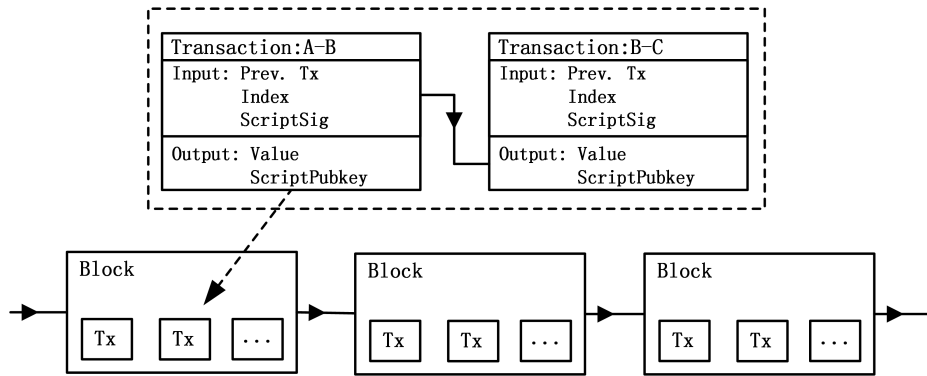 Transaction:A-B
Input: Prev. Tx
Index
ScriptSig
Output: Value
ScriptPubkey
Transaction:B-C
Input: Prev. Tx
Index
ScriptSig
Output: Value
ScriptPubkey
Block
Tx
Tx
...
Block
Tx
Tx
...
Block
Tx
Tx
...